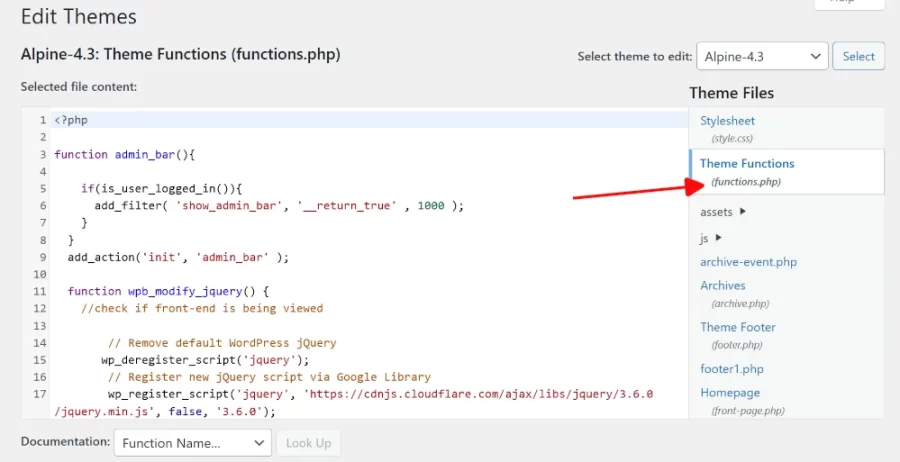 Help
Edit Themes
Alpine-4.3: Theme Functions (functions.php)
Select theme to edit: Alpine-4.3 Select
Selected file content:
1 <?php
2
3 function admin_bar(){
4
5 if(is_user_logged_in()){
6 add_filter( 'show_admin_bar', '__return_true' , 1000 );
7 }
8 }
9 add_action('init', 'admin_bar' );
10
11 function wpb_modify_jquery() {
12 //check if front-end is being viewed
13
14 // Remove default WordPress jQuery
15 wp_deregister_script('jquery');
16 // Register new jQuery script via Google Library
17 wp_register_script('jquery', 'https://cdnjs.cloudflare.com/ajax/libs/jquery/3.6.0
/jquery.min.js', false, '3.6.0');
Theme Files
Stylesheet
(style.css)
Theme Functions
(functions.php)
assets
js
archive-event.php
Archives
(archive.php)
Theme Footer
(footer.php)
footer1.php
Homepage
(front-page.php)
Documentation: Function Name... Look Up